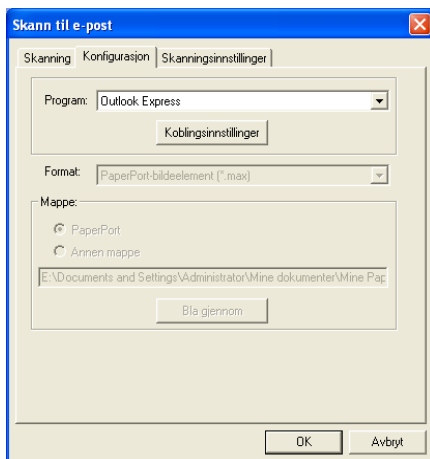 Skann til e-post
Skanning Konfigurasjon Skanningsinnstillinger
Program: Outlook Express
Koblingsinnstillinger
Format: PaperPort-bildeelement (*.max)
Mappe:
PaperPort
Annen mappe
E:\Documents and Settings\Administrator\Mine dokumenter\Mine Pap
Bla gjennom
OK Avbryt